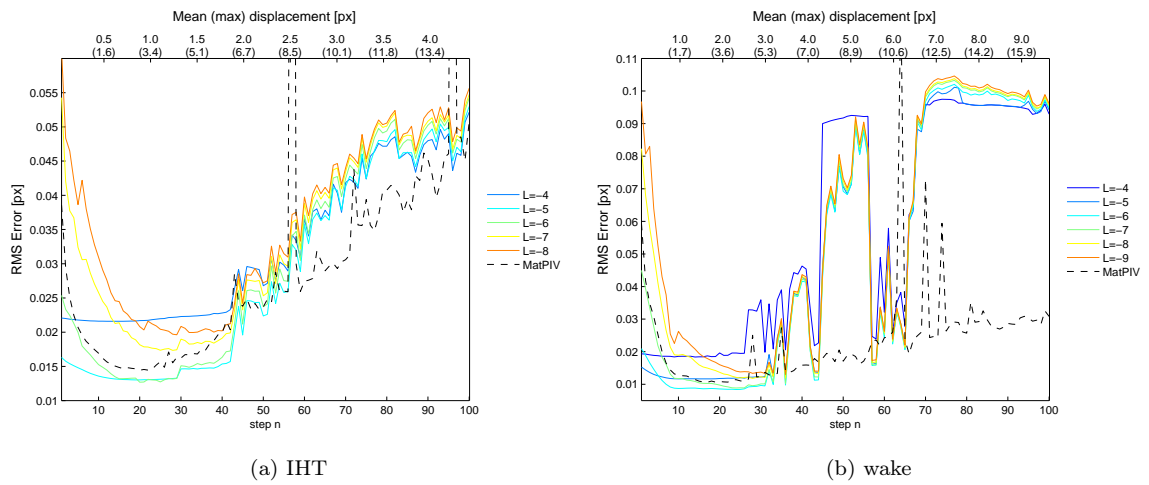 Mean (max) displacement [px]
0.5 1.0 1.5 2.0 2.5 3.0 3.5 4.0
(1.6) (3.4) (5.1) (6.7) (8.5) (10.1) (11.8) (13.4)
0.055
0.05
0.045
0.04
0.035
0.03
0.025
0.02
0.015
0.01
RMS Error [px]
10 20 30 40 50 60 70 80 90 100
step n
L=−4
L=−5
L=−6
L=−7
L=−8
MatPIV
(a) IHT
Mean (max) displacement [px]
1.0 2.0 3.0 4.0 5.0 6.0 7.0 8.0 9.0
(1.7) (3.6) (5.3) (7.0) (8.9) (10.6) (12.5) (14.2) (15.9)
0.11
0.1
0.09
0.08
0.07
0.06
0.05
0.04
0.03
0.02
0.01
RMS Error [px]
10 20 30 40 50 60 70 80 90 100
step n
L=−4
L=−5
L=−6
L=−7
L=−8
L=−9
MatPIV
(b) wake